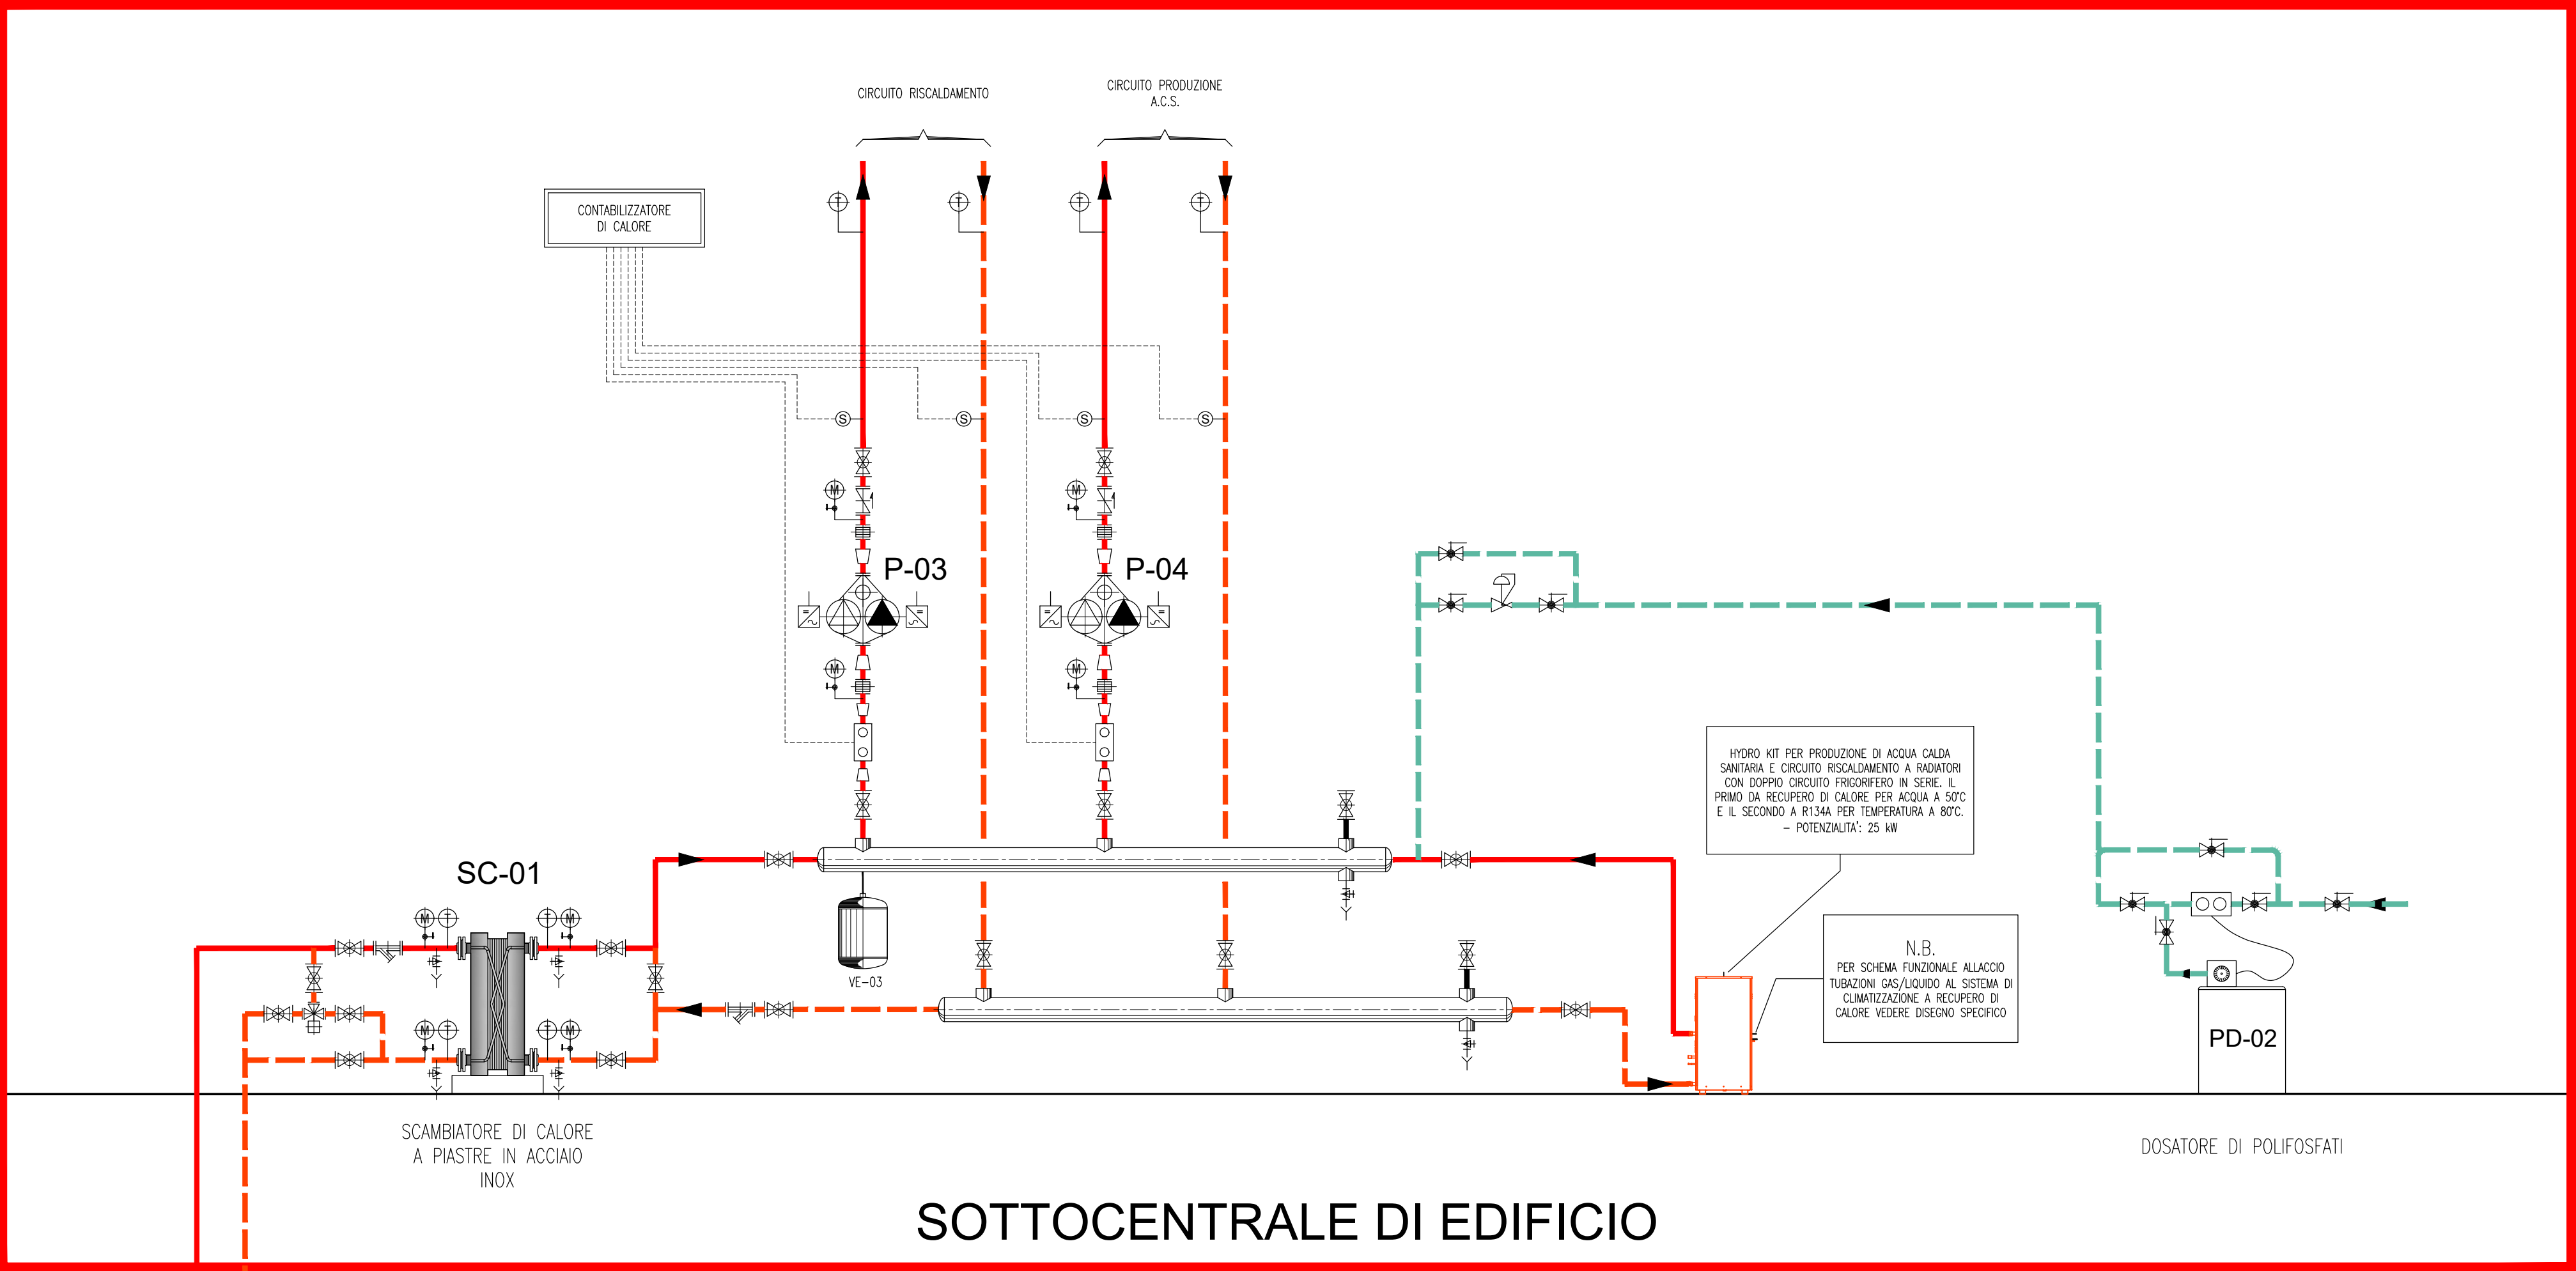 CIRCUITO RISCALDAMENTO
CIRCUITO PRODUZIONE
A.C.S.
CONTABILIZZATORE
DI CALORE
T
T
T
T
S
S
S
S
M
M
P-03
P-04
M
M
HYDRO KIT PER PRODUZIONE DI ACQUA CALDA
SANITARIA E CIRCUITO RISCALDAMENTO A RADIATORI
CON DOPPIO CIRCUITO FRIGORIFERO IN SERIE. IL
PRIMO DA RECUPERO DI CALORE PER ACQUA A 50°C
E IL SECONDO A R134A PER TEMPERATURA A 80°C.
– POTENZIALITA': 25 kW
SC-01
M T
T M
VE-03
N.B.
PER SCHEMA FUNZIONALE ALLACCIO
TUBAZIONI GAS/LIQUIDO AL SISTEMA DI
CLIMATIZZAZIONE A RECUPERO DI
CALORE VEDERE DISEGNO SPECIFICO
M T
T M
PD-02
SCAMBIATORE DI CALORE
A PIASTRE IN ACCIAIO
INOX
DOSATORE DI POLIFOSFATI
SOTTOCENTRALE DI EDIFICIO